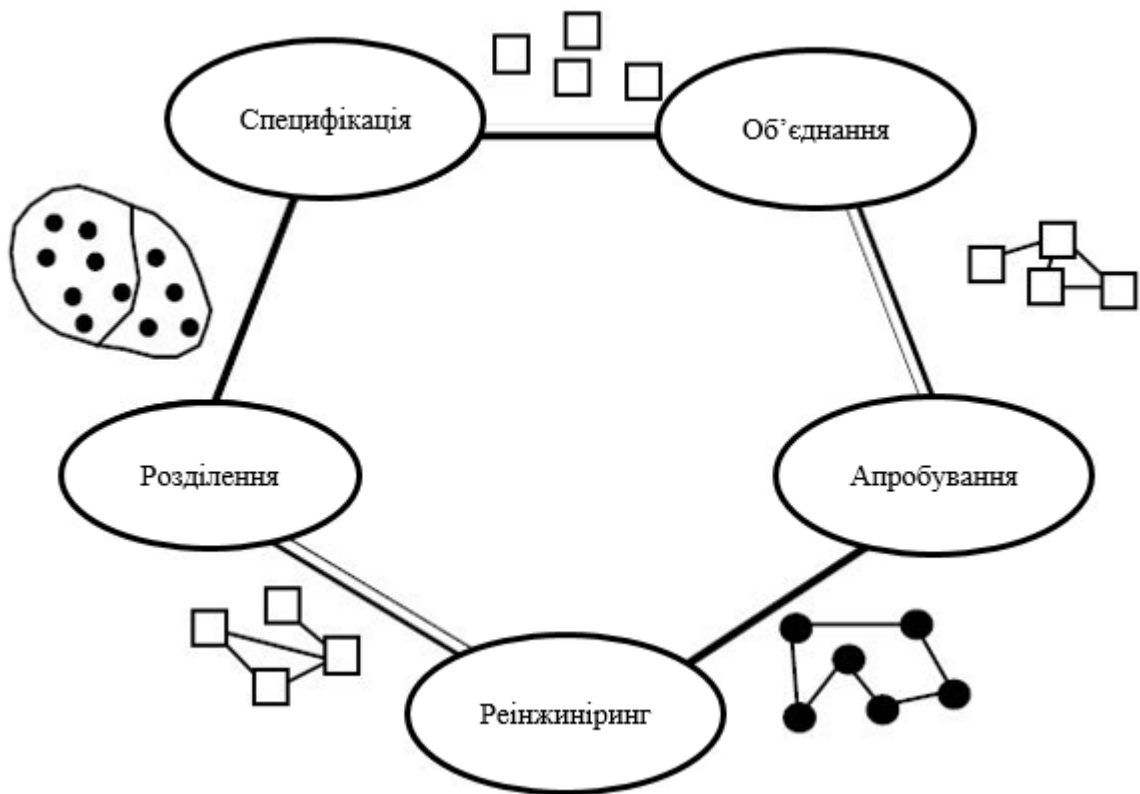 Специфікація
Об’єднання
Розділення
Апробування
Реінжиніринг